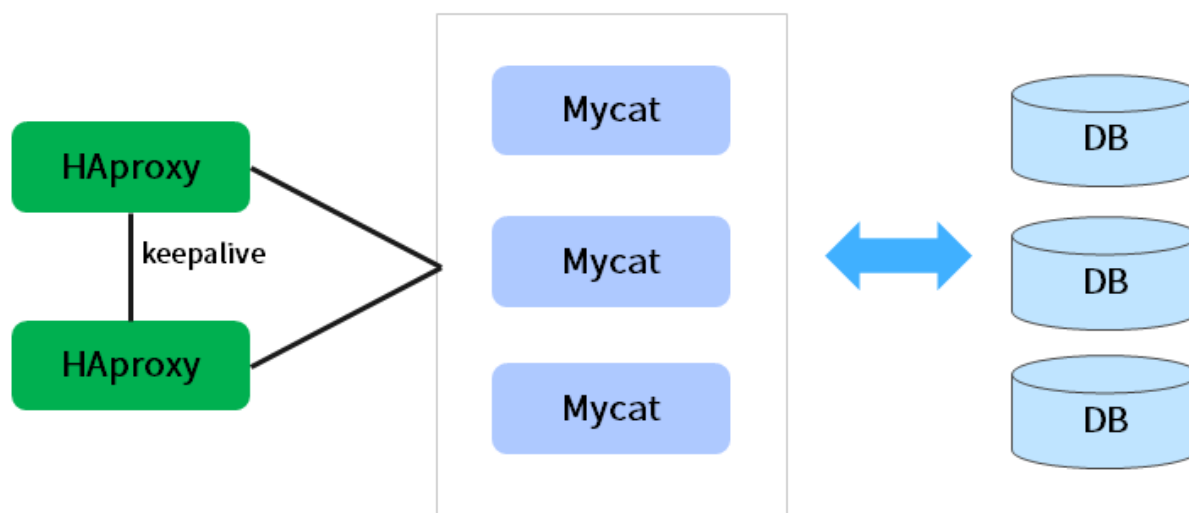 HAproxy
keepalive
HAproxy
Mycat
Mycat
Mycat
DB
DB
DB